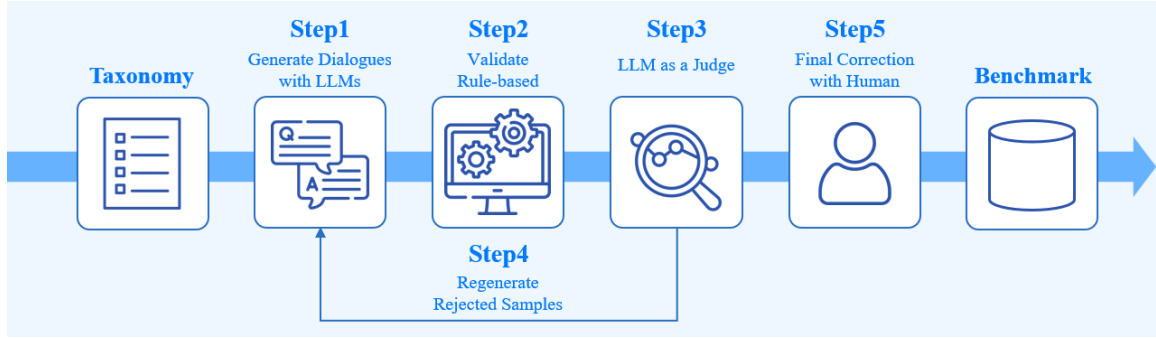 Taxonomy
Step1
Generate Dialogues
with LLMs
Q
A
Step2
Validate
Rule-based
Step3
LLM as a Judge
Step4
Regenerate
Rejected Samples
Step5
Final Correction
with Human
Benchmark